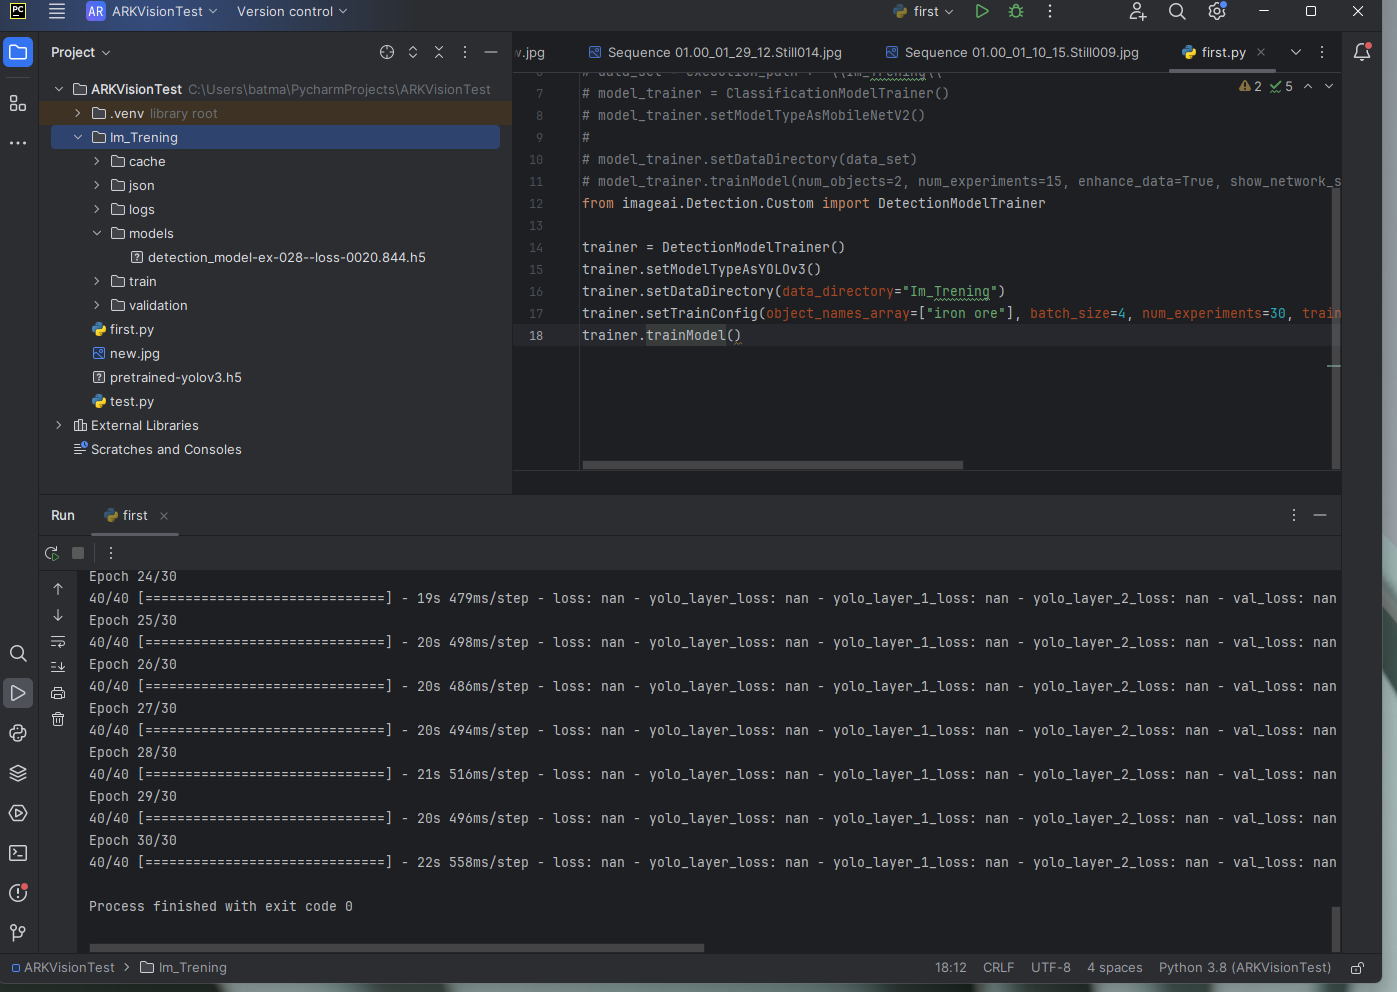 PC AR ARKVisionTest Version control first
Project
ARKVisionTest C:\Users\batma\PycharmProjects\ARKVisionTest
.venv library root
Im_Trening
cache
json
logs
models
detection_model-ex-028--loss-0020.844.h5
train
validation
first.py
new.jpg
pretrained-yolov3.h5
test.py
External Libraries
Scratches and Consoles
.jpg Sequence 01.00_01_29_12.Still014.jpg Sequence 01.00_01_10_15.Still009.jpg first.py
2 5
7 # model_trainer = ClassificationModelTrainer()
8 # model_trainer.setModelTypeAsMobileNetV2()
9 #
10 # model_trainer.setDataDirectory(data_set)
11 # model_trainer.trainModel(num_objects=2, num_experiments=15, enhance_data=True, show_network_s
12 from imageai.Detection.Custom import DetectionModelTrainer
13
14 trainer = DetectionModelTrainer()
15 trainer.setModelTypeAsYOLOv3()
16 trainer.setDataDirectory(data_directory="Im_Trening")
17 trainer.setTrainConfig(object_names_array=["iron ore"], batch_size=4, num_experiments=30, train
18 trainer.trainModel()
Run first
Epoch 24/30
40/40 [==============================] - 19s 479ms/step - loss: nan - yolo_layer_loss: nan - yolo_layer_1_loss: nan - yolo_layer_2_loss: nan - val_loss: nan
Epoch 25/30
40/40 [==============================] - 20s 498ms/step - loss: nan - yolo_layer_loss: nan - yolo_layer_1_loss: nan - yolo_layer_2_loss: nan - val_loss: nan
Epoch 26/30
40/40 [==============================] - 20s 486ms/step - loss: nan - yolo_layer_loss: nan - yolo_layer_1_loss: nan - yolo_layer_2_loss: nan - val_loss: nan
Epoch 27/30
40/40 [==============================] - 20s 494ms/step - loss: nan - yolo_layer_loss: nan - yolo_layer_1_loss: nan - yolo_layer_2_loss: nan - val_loss: nan
Epoch 28/30
40/40 [==============================] - 21s 516ms/step - loss: nan - yolo_layer_loss: nan - yolo_layer_1_loss: nan - yolo_layer_2_loss: nan - val_loss: nan
Epoch 29/30
40/40 [==============================] - 20s 496ms/step - loss: nan - yolo_layer_loss: nan - yolo_layer_1_loss: nan - yolo_layer_2_loss: nan - val_loss: nan
Epoch 30/30
40/40 [==============================] - 22s 558ms/step - loss: nan - yolo_layer_loss: nan - yolo_layer_1_loss: nan - yolo_layer_2_loss: nan - val_loss: nan
Process finished with exit code 0
ARKVisionTest Im_Trening 18:12 CRLF UTF-8 4 spaces Python 3.8 (ARKVisionTest)